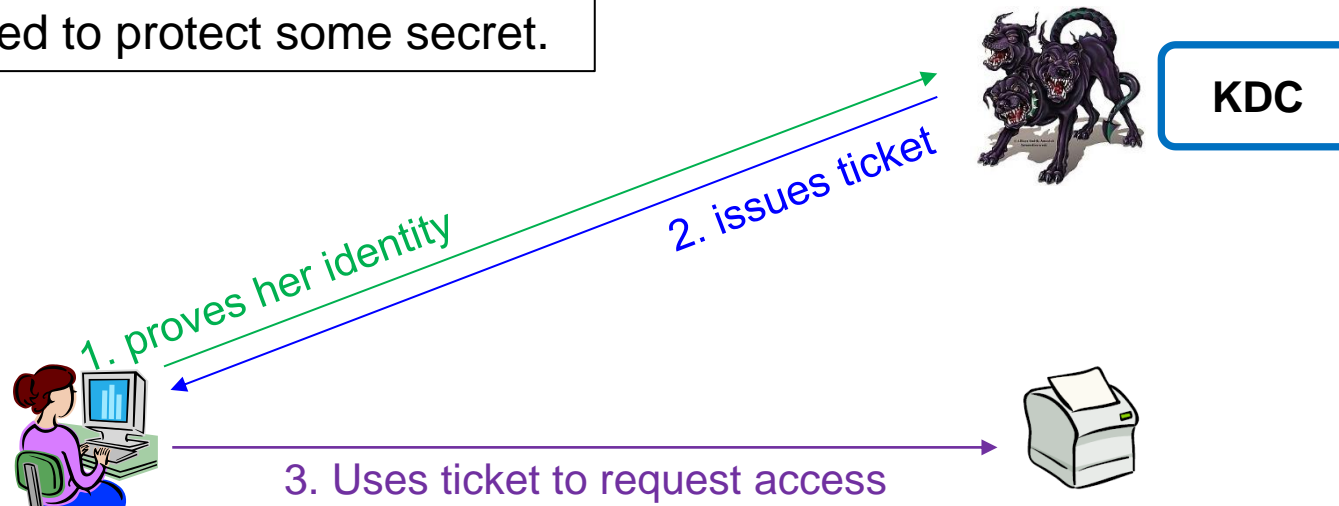 ed to protect some secret.
KDC
2. issues ticket
1. proves her identity
3. Uses ticket to request access